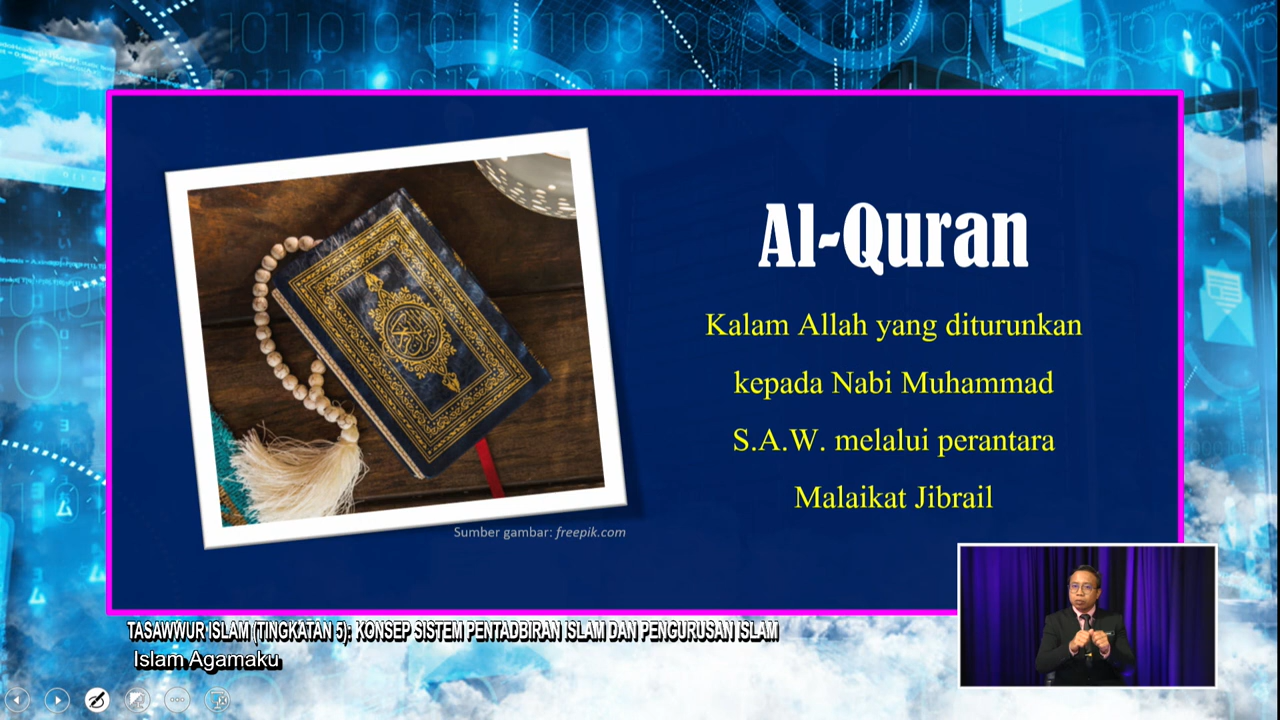 Al-Quran
Kalam Allah yang diturunkan
kepada Nabi Muhammad
S.A.W. melalui perantara
Malaikat Jibrail
Sumber gambar: freepik.com
TASAWWUR ISLAM (TINGKATAN 5); KONSEP SISTEM PENTADBIRAN ISLAM DAN PENGURUSAN ISLAM
Islam Agamaku